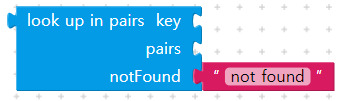 look up in pairs key
pairs
notFound " not found "